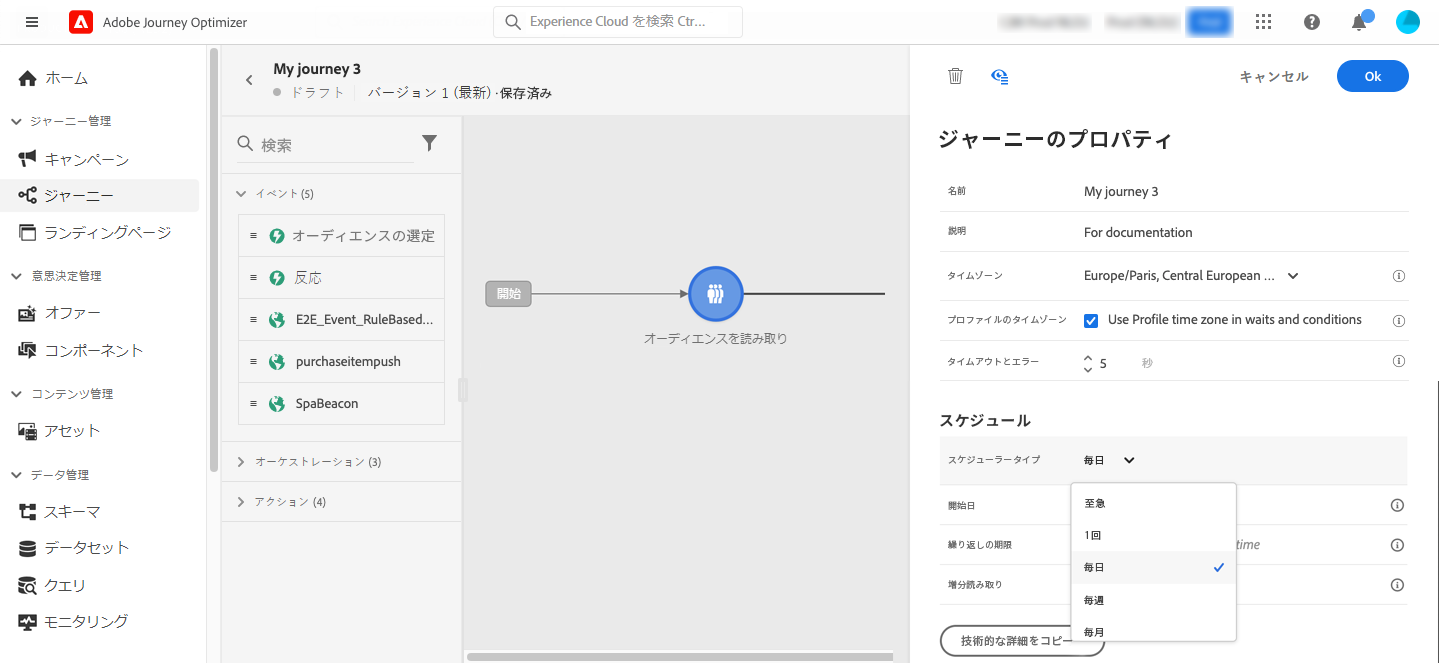 Adobe Journey Optimizer
Experience Cloud を検索 Ctr...
ホーム
ジャーニー管理
キャンペーン
ジャーニー
ランディングページ
意思決定管理
オファー
コンポーネント
コンテンツ管理
アセット
データ管理
スキーマ
データセット
クエリ
モニタリング
My journey 3
ドラフト バージョン 1 (最新) ·保存済み
検索
イベント (5)
オーディエンスの選定
反応
E2E_Event_RuleBased...
purchaseitempush
SpaBeacon
オーケストレーション (3)
アクション (4)
開始
オーディエンスを読み取り
キャンセル Ok
ジャーニーのプロパティ
名前 My journey 3
説明 For documentation
タイムゾーン Europe/Paris, Central European ...
プロファイルのタイムゾーン Use Profile time zone in waits and conditions
タイムアウトとエラー 5 秒
スケジュール
スケジューラータイプ 毎日
至急
開始日
1回
繰り返しの期限 time
毎日
増分読み取り
毎週
毎月
技術的な詳細をコピー